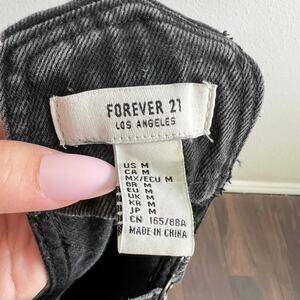 FOREVER 21
LOS ANGELES
US M
CA M
MX/ECU M
BR M
EU M
UK M
KR M
JP M
CN 165/88A
MADE IN CHINA